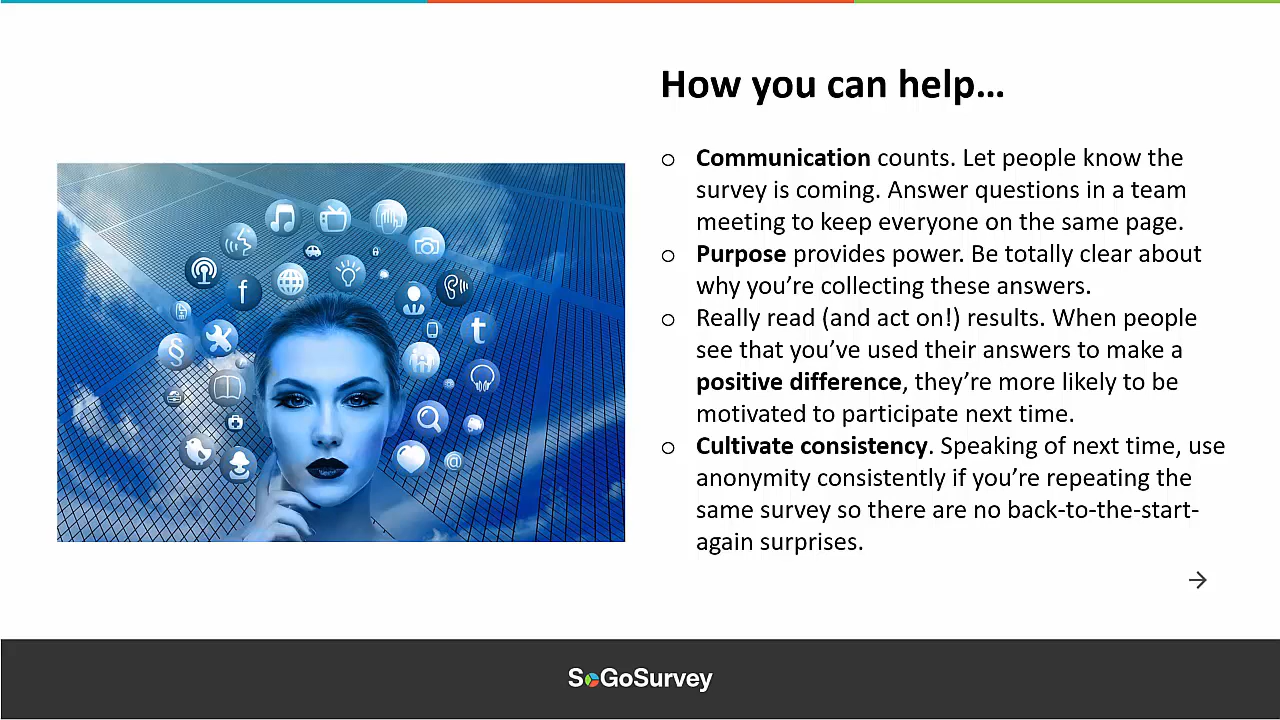 How you can help…
o Communication counts. Let people know the
survey is coming. Answer questions in a team
meeting to keep everyone on the same page.
o Purpose provides power. Be totally clear about
why you’re collecting these answers.
o Really read (and act on!) results. When people
see that you’ve used their answers to make a
positive difference, they’re more likely to be
motivated to participate next time.
o Cultivate consistency. Speaking of next time, use
anonymity consistently if you’re repeating the
same survey so there are no back-to-the-start-
again surprises.
f
t
§
@
SoGoSurvey